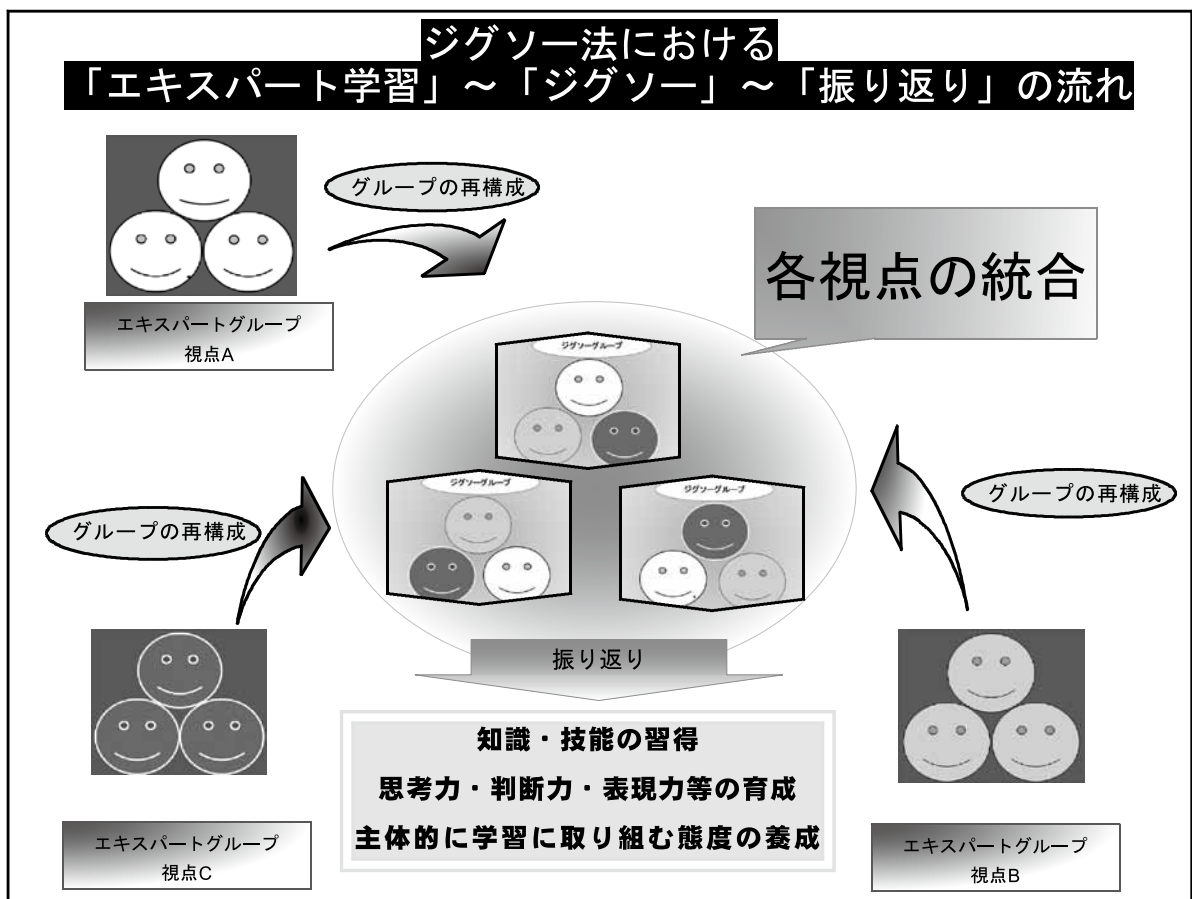 ジグソー法における
「エキスパート学習」～「ジグソー」～「振り返り」の流れ
グループの再構成
各視点の統合
エキスパートグループ
視点A
ジグソーグループ
ジグソーグループ
ジグソーグループ
グループの再構成
グループの再構成
振り返り
知識・技能の習得
思考力・判断力・表現力等の育成
主体的に学習に取り組む態度の養成
エキスパートグループ
視点C
エキスパートグループ
視点B